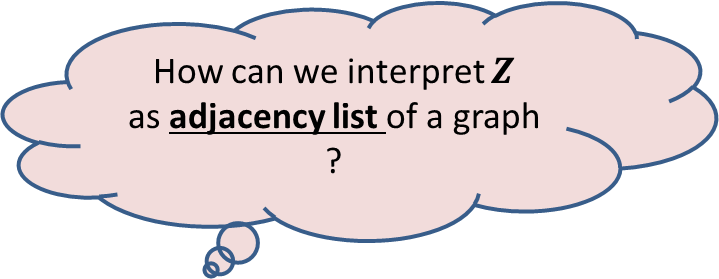 How can we interpret Z
as adjacency list of a graph
?